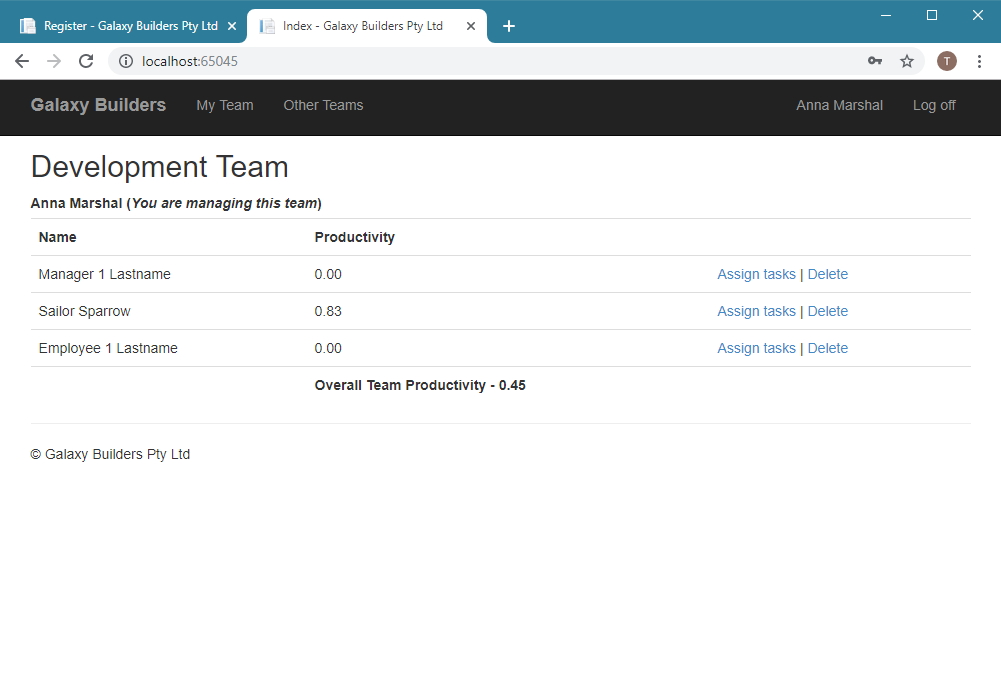 Register - Galaxy Builders Pty Ltd
Index - Galaxy Builders Pty Ltd
localhost:65045
T
Galaxy Builders My Team Other Teams Anna Marshal Log off
Development Team
Anna Marshal (You are managing this team)
Name Productivity
Manager 1 Lastname 0.00 Assign tasks | Delete
Sailor Sparrow 0.83 Assign tasks | Delete
Employee 1 Lastname 0.00 Assign tasks | Delete
Overall Team Productivity - 0.45
© Galaxy Builders Pty Ltd